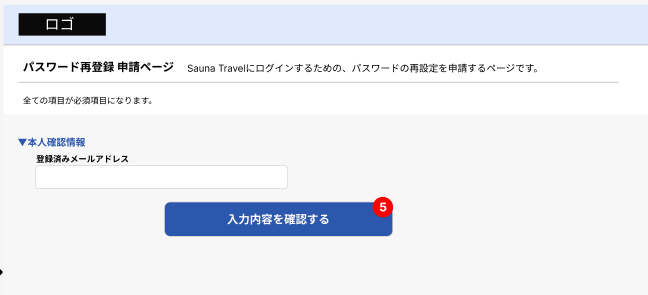 ロゴ
パスワード再登録 申請ページ Sauna Travelにログインするための、パスワードの再設定を申請するページです。
全ての項目が必須項目になります。
▼本人確認情報
登録済みメールアドレス
5
入力内容を確認する